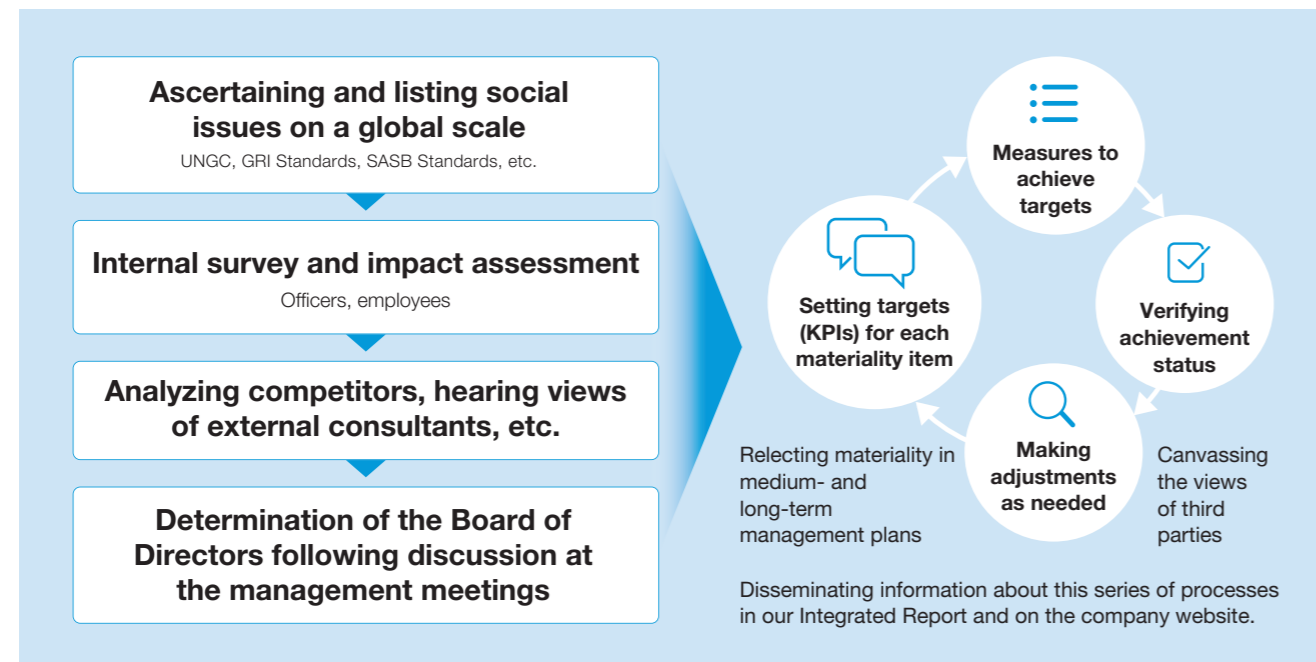 Ascertaining and listing social
issues on a global scale
UNGC, GRI Standards, SASB Standards, etc.
Internal survey and impact assessment
Officers, employees
Analyzing competitors, hearing views
of external consultants, etc.
Determination of the Board of
Directors following discussion at
the management meetings
Measures to
achieve
targets
Setting targets
(KPIs) for each
materiality item
Verifying
achievement
status
Making
adjustments
as needed
Relecting materiality in
medium- and
long-term
management plans
Canvassing
the views
of third
parties
Disseminating information about this series of processes
in our Integrated Report and on the company website.